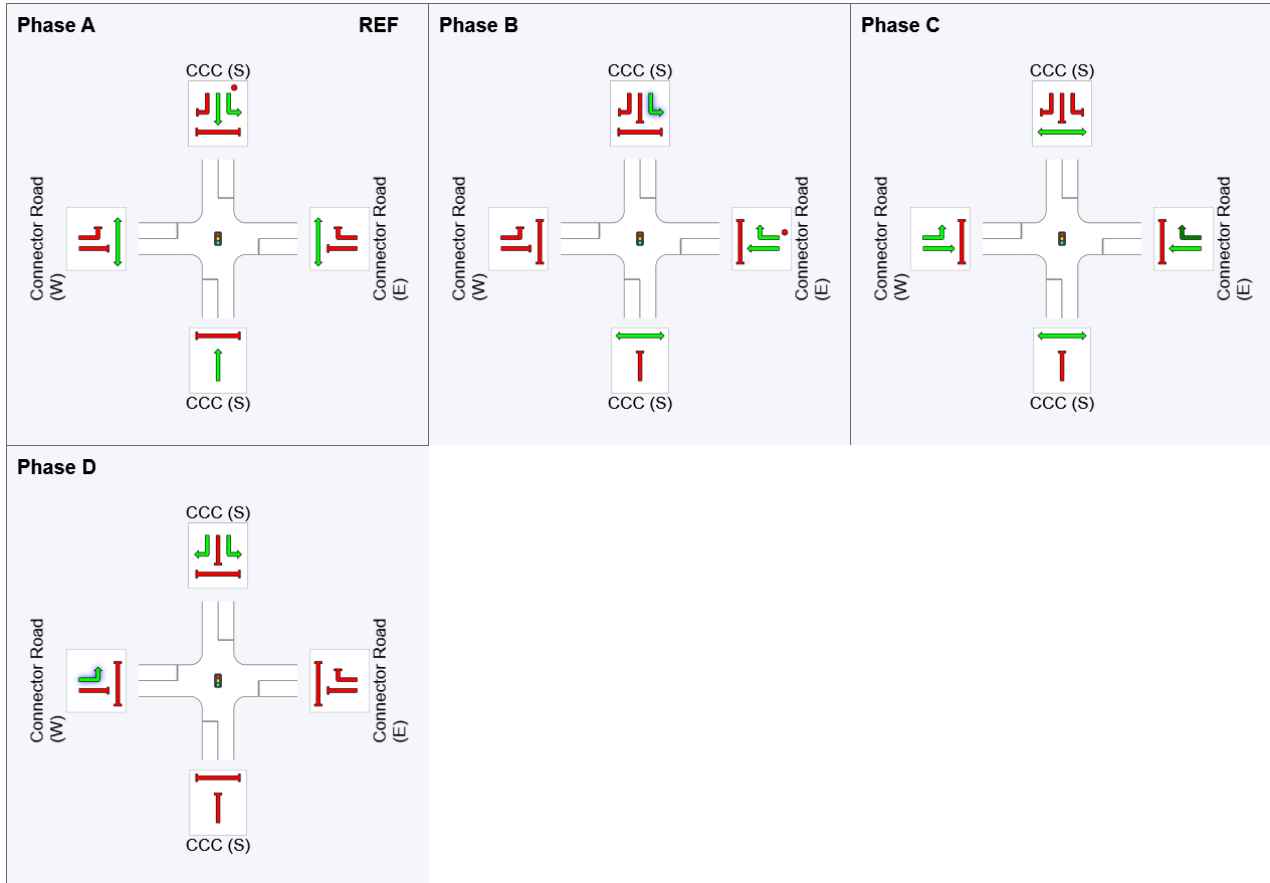 Phase A
REF
CCC (S)
Connector Road
(W)
Connector Road
(E)
CCC (S)
Phase B
CCC (S)
Connector Road
(W)
Connector Road
(E)
CCC (S)
Phase C
CCC (S)
Connector Road
(W)
Connector Road
(E)
CCC (S)
Phase D
CCC (S)
Connector Road
(W)
Connector Road
(E)
CCC (S)